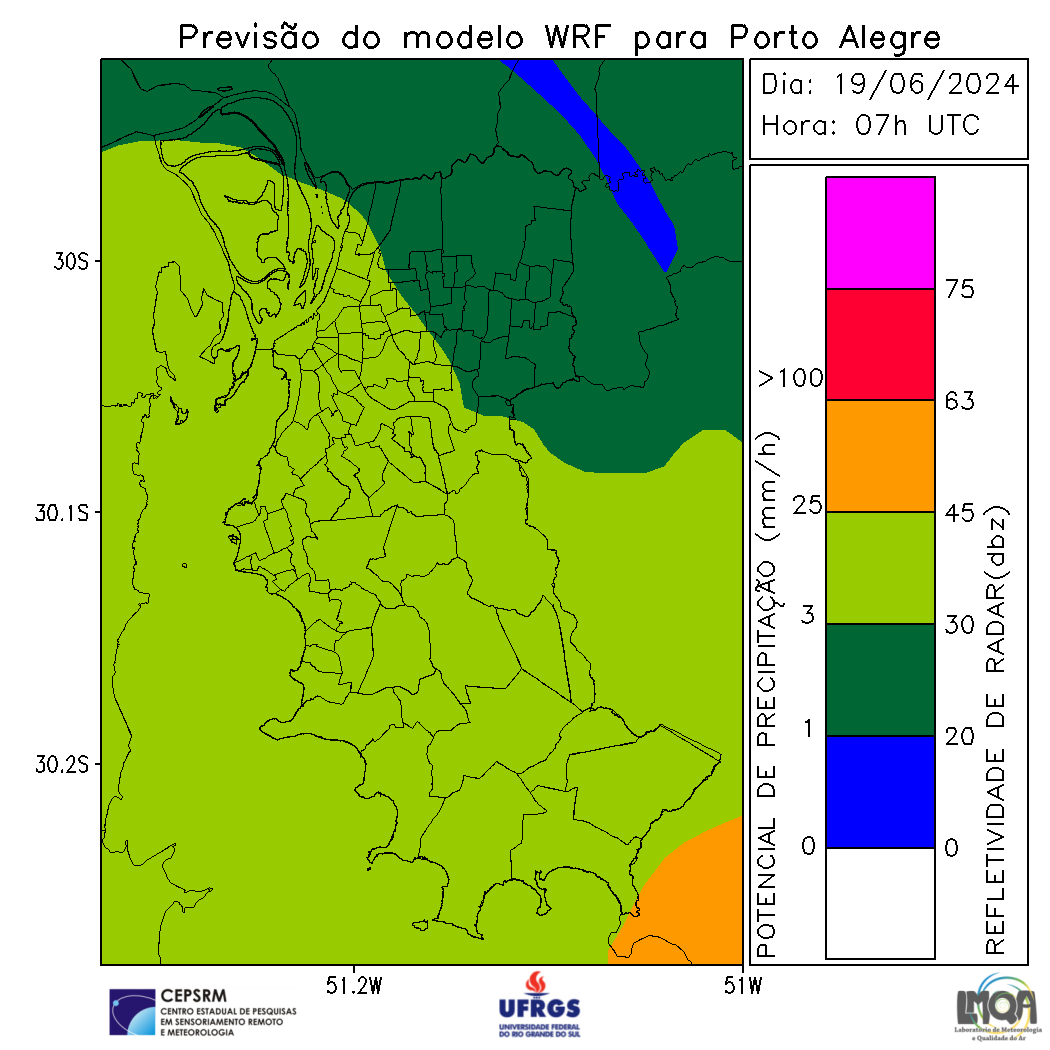 Previsão do modelo WRF para Porto Alegre
Dia: 19/06/2024
Hora: 07h UTC
30S
30.1S
30.2S
51.2W
51W
POTENCIAL DE PRECIPITAÇÃO (mm/h)
>100
25
3
1
0
75
63
45
30
20
0
REFLETIVIDADE DE RADAR(dbz)
CEPSRM
CENTRO ESTADUAL DE PESQUISAS
EM SENSORIAMENTO REMOTO
E METEOROLOGIA
UFRGS
UNIVERSIDADE FEDERAL
DO RIO GRANDE DO SUL
LMQA
Laboratório de Meteorologia
e Qualidade do Ar